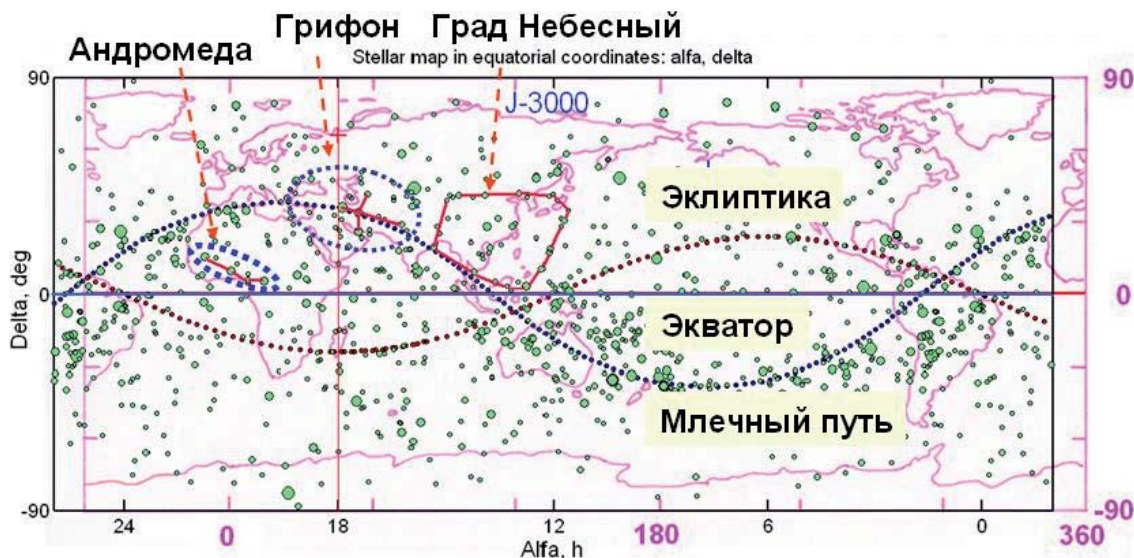 Грифон
Град Небесный
Андромеда
Stellar map in equatorial coordinates: alfa, delta
90
90
J-3000
Эклиптика
Delta, deg
0
0
Экватор
Млечный путь
-90
-90
24
0
18
12
180
6
0
360
Alfa, h